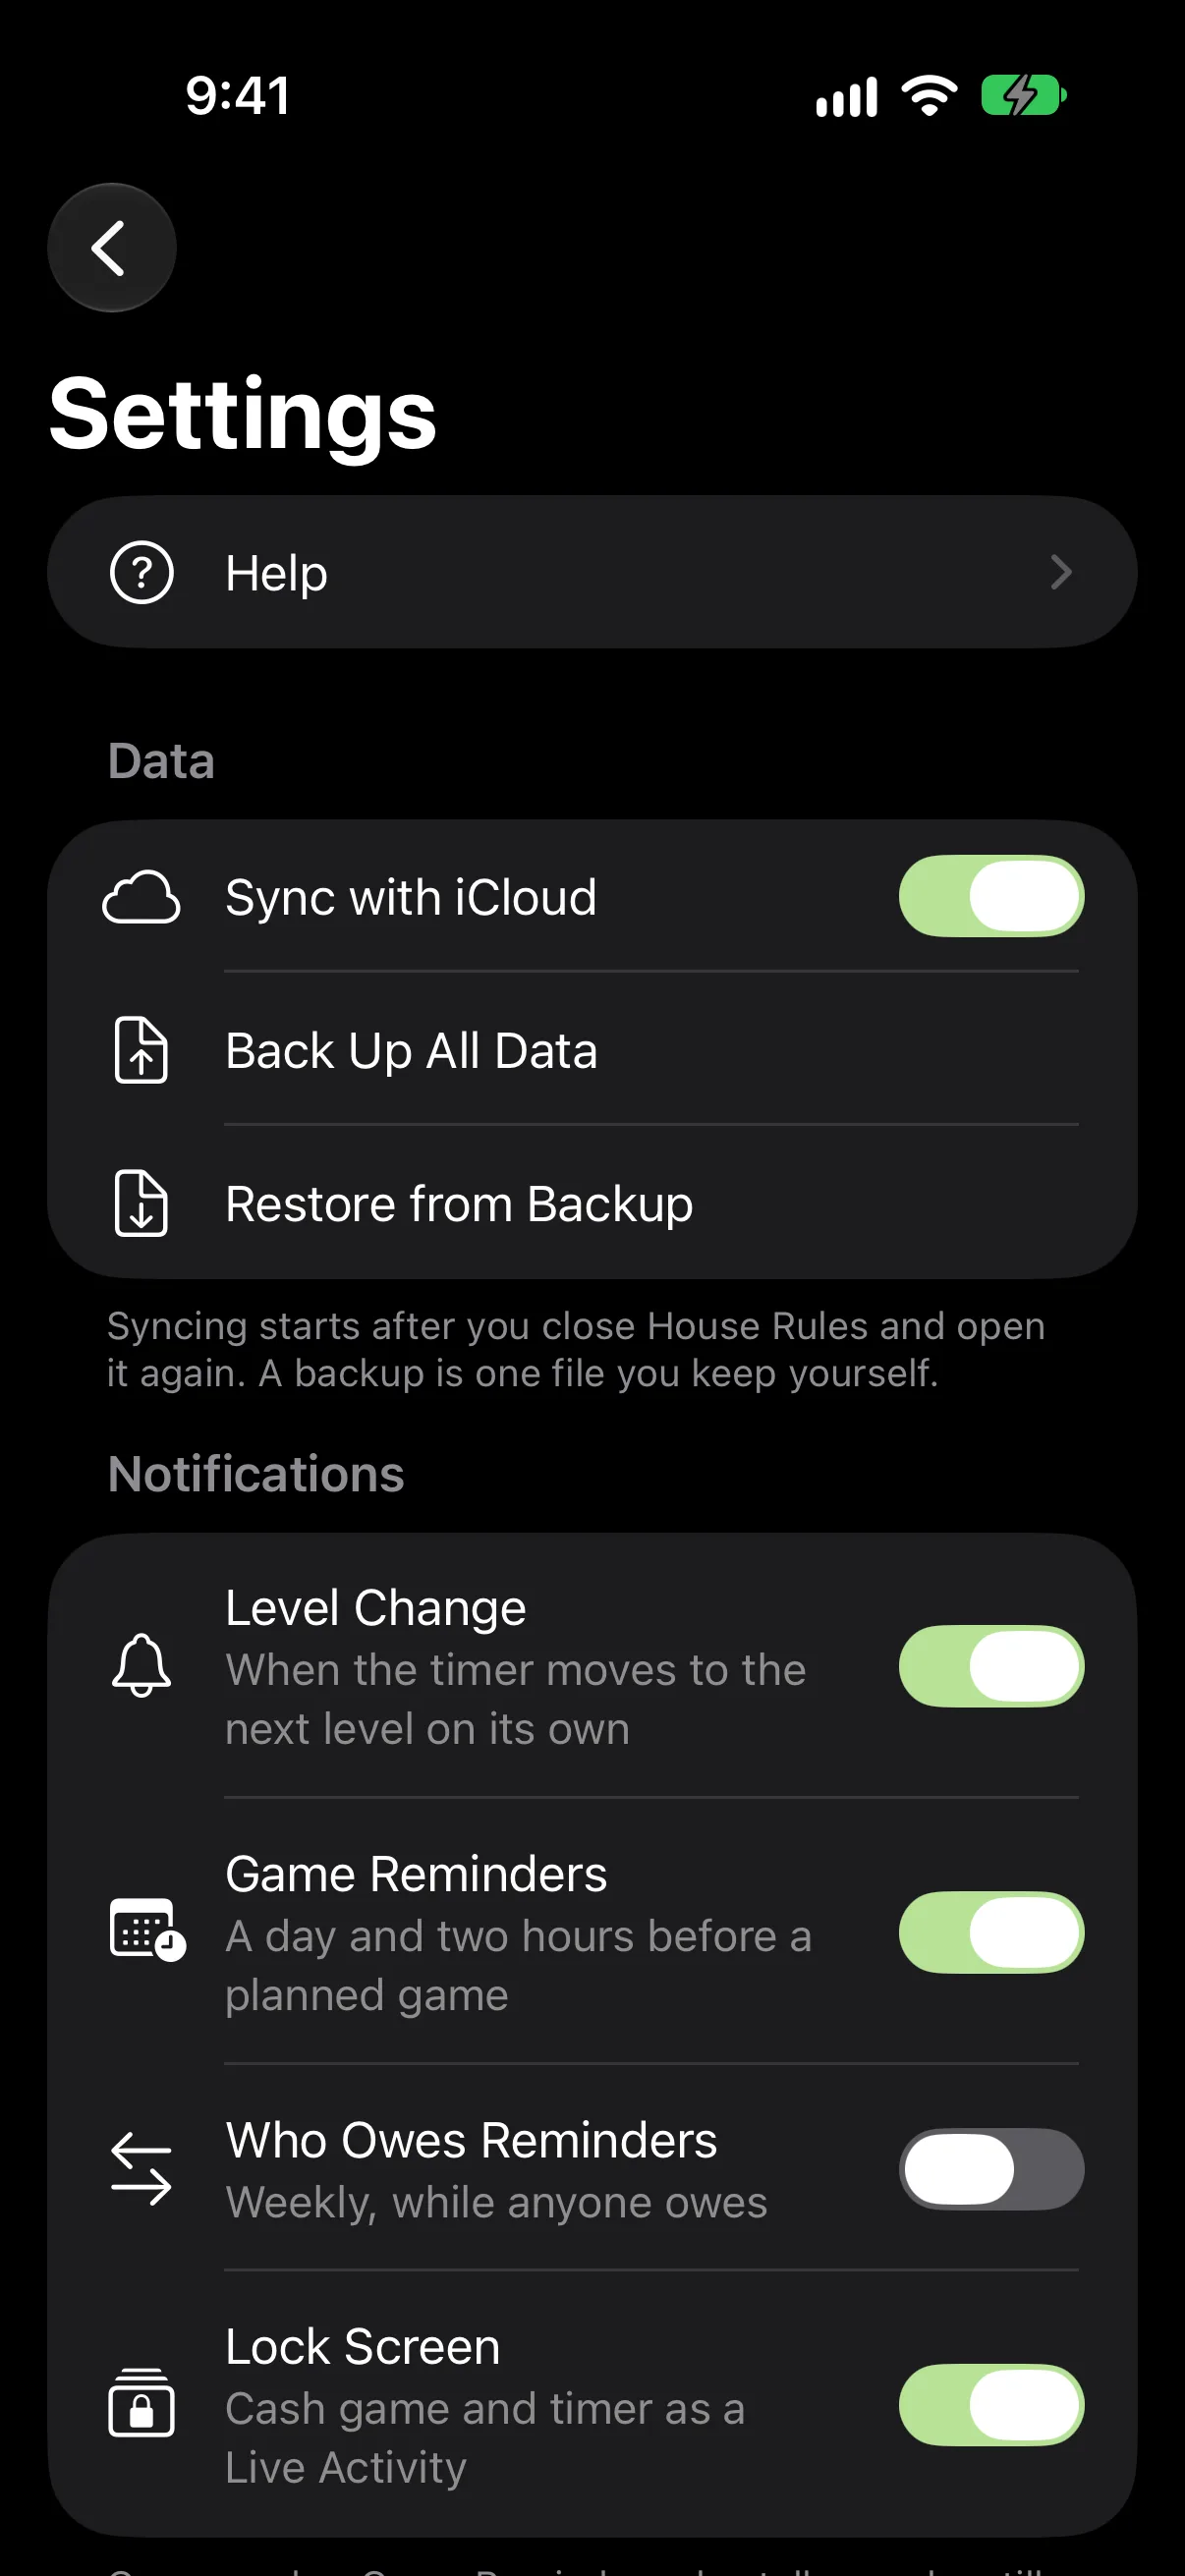 9:41
Settings
Help
Data
Sync with iCloud
Back Up All Data
Restore from Backup
Syncing starts after you close House Rules and open
it again. A backup is one file you keep yourself.
Notifications
Level Change
When the timer moves to the
next level on its own
Game Reminders
A day and two hours before a
planned game
Who Owes Reminders
Weekly, while anyone owes
Lock Screen
Cash game and timer as a
Live Activity